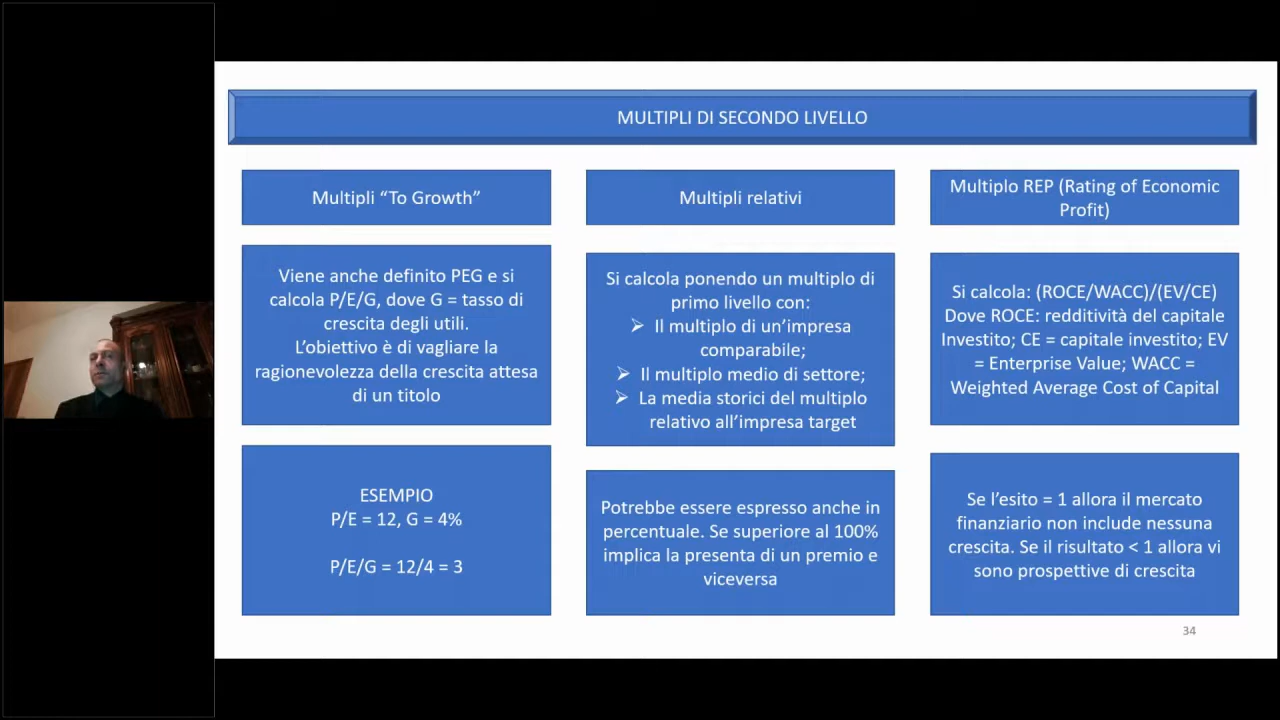 MULTIPLI DI SECONDO LIVELLO
Multipli “To Growth”
Viene anche definito PEG e si
calcola P/E/G, dove G = tasso di
crescita degli utili.
L’obiettivo è di vagliare la
ragionevolezza della crescita attesa
di un titolo
ESEMPIO
P/E = 12, G = 4%
P/E/G = 12/4 = 3
Multipli relativi
Si calcola ponendo un multiplo di
primo livello con:
➢ Il multiplo di un’impresa
comparabile;
➢ Il multiplo medio di settore;
➢ La media storici del multiplo
relativo all’impresa target
Potrebbe essere espresso anche in
percentuale. Se superiore al 100%
implica la presenta di un premio e
viceversa
Multiplo REP (Rating of Economic
Profit)
Si calcola: (ROCE/WACC)/(EV/CE)
Dove ROCE: redditività del capitale
Investito; CE = capitale investito; EV
= Enterprise Value; WACC =
Weighted Average Cost of Capital
Se l’esito = 1 allora il mercato
finanziario non include nessuna
crescita. Se il risultato < 1 allora vi
sono prospettive di crescita
34